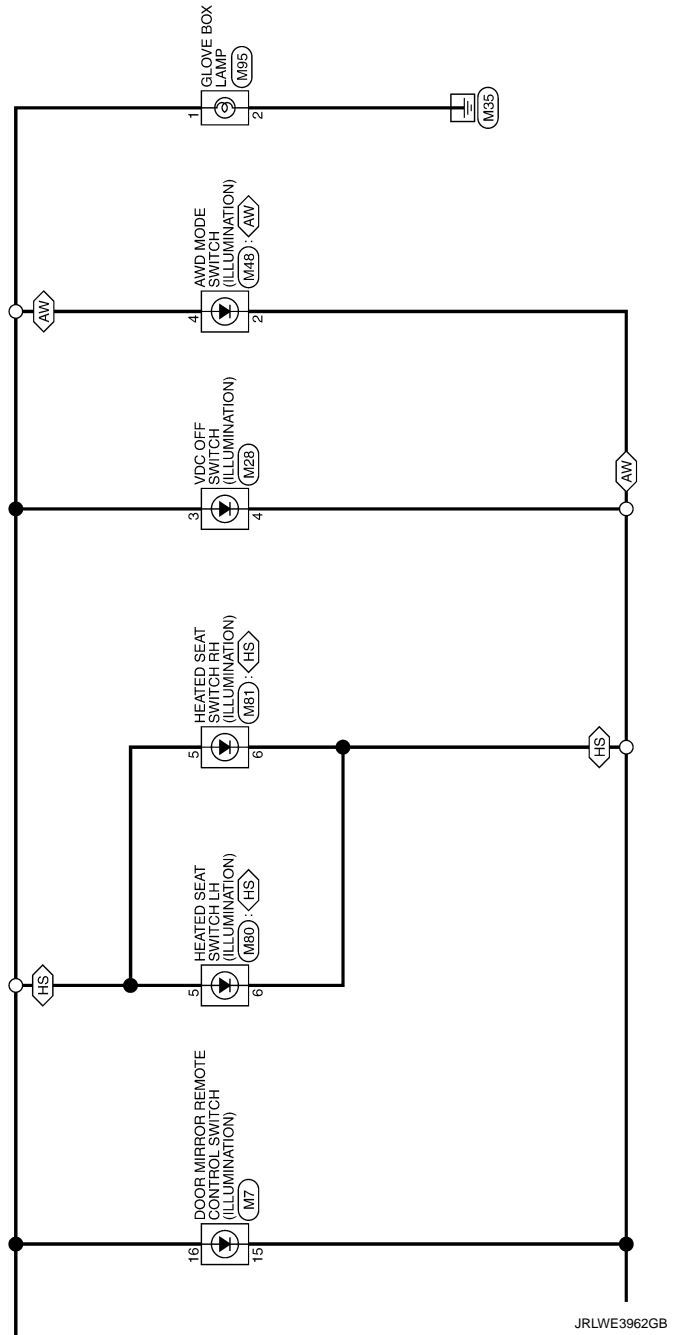 DOOR MIRROR REMOTE
CONTROL SWITCH
(ILLUMINATION)
M7
16
15
HS
HEATED SEAT
SWITCH LH
(ILLUMINATION)
M80 : HS
5
6
HEATED SEAT
SWITCH RH
(ILLUMINATION)
M81 : HS
5
6
HS
VDC OFF
SWITCH
(ILLUMINATION)
M28
3
4
AW
AW
AWD MODE
SWITCH
(ILLUMINATION)
M48 : AW
4
2
GLOVE BOX
LAMP
M95
1
2
M35
JRLWE3962GB